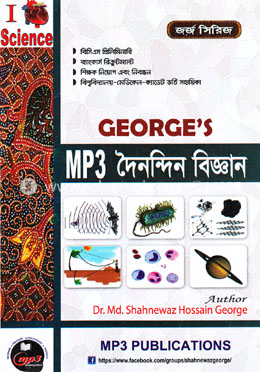 I
Science
জর্জ সিরিজ
বিসিএস প্রিলিমিনারি
ব্যাংকার্স রিক্রুটমেন্ট
শিক্ষক নিয়োগ এবং নিবন্ধন
বিশ্ববিদ্যালয়-মেডিকেল-ক্যাডেট ভর্তি সহায়িকা
GEORGE'S
MP3 দৈনন্দিন বিজ্ঞান
Author
Dr. Md. Shahnewaz Hossain George
mp3
MP3 PUBLICATIONS
https://www.facebook.com/groups/shahnewazgeorge/